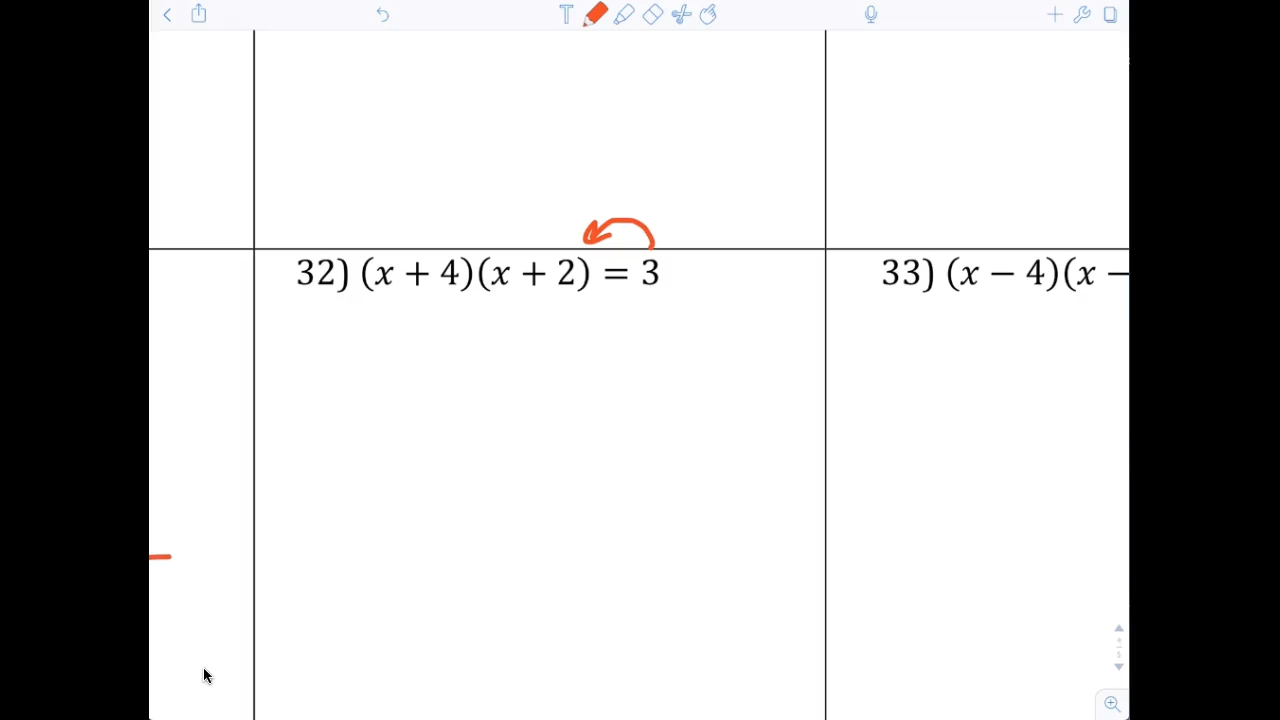 T
32) (x + 4)(x + 2) = 3
33) (x − 4)(x −